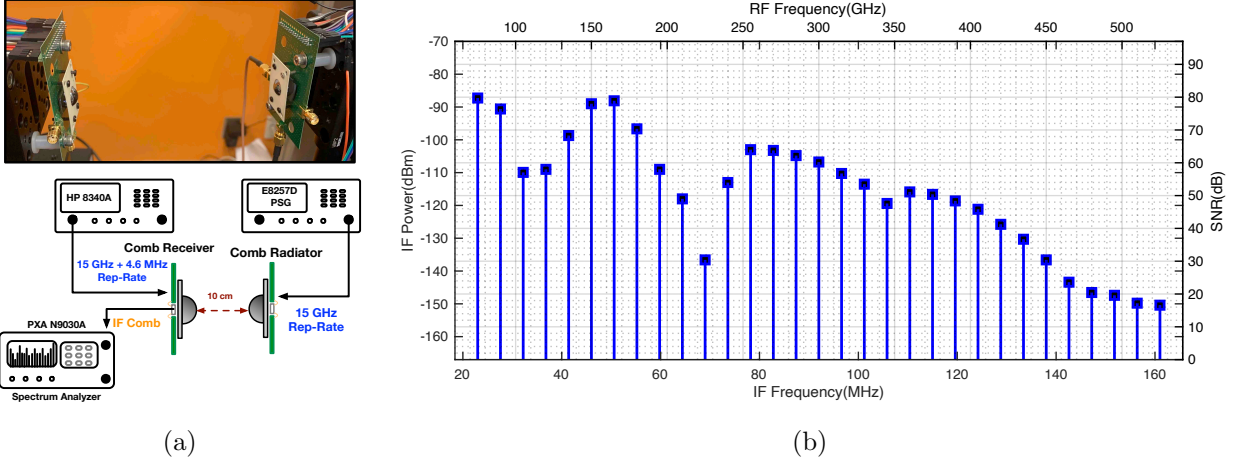 HP 8340A
E8257D
PSG
Comb Receiver
Comb Radiator
15 GHz + 4.6 MHz
Rep-Rate
10 cm
IF Comb
15 GHz
Rep-Rate
PXA N9030A
Spectrum Analyzer
(a)
RF Frequency(GHz)
100 150 200 250 300 350 400 450 500
IF Power(dBm)
-70
-80
-90
-100
-110
-120
-130
-140
-150
-160
SNR(dB)
90
80
70
60
50
40
30
20
10
0
20 40 60 80 100 120 140 160
IF Frequency(MHz)
(b)